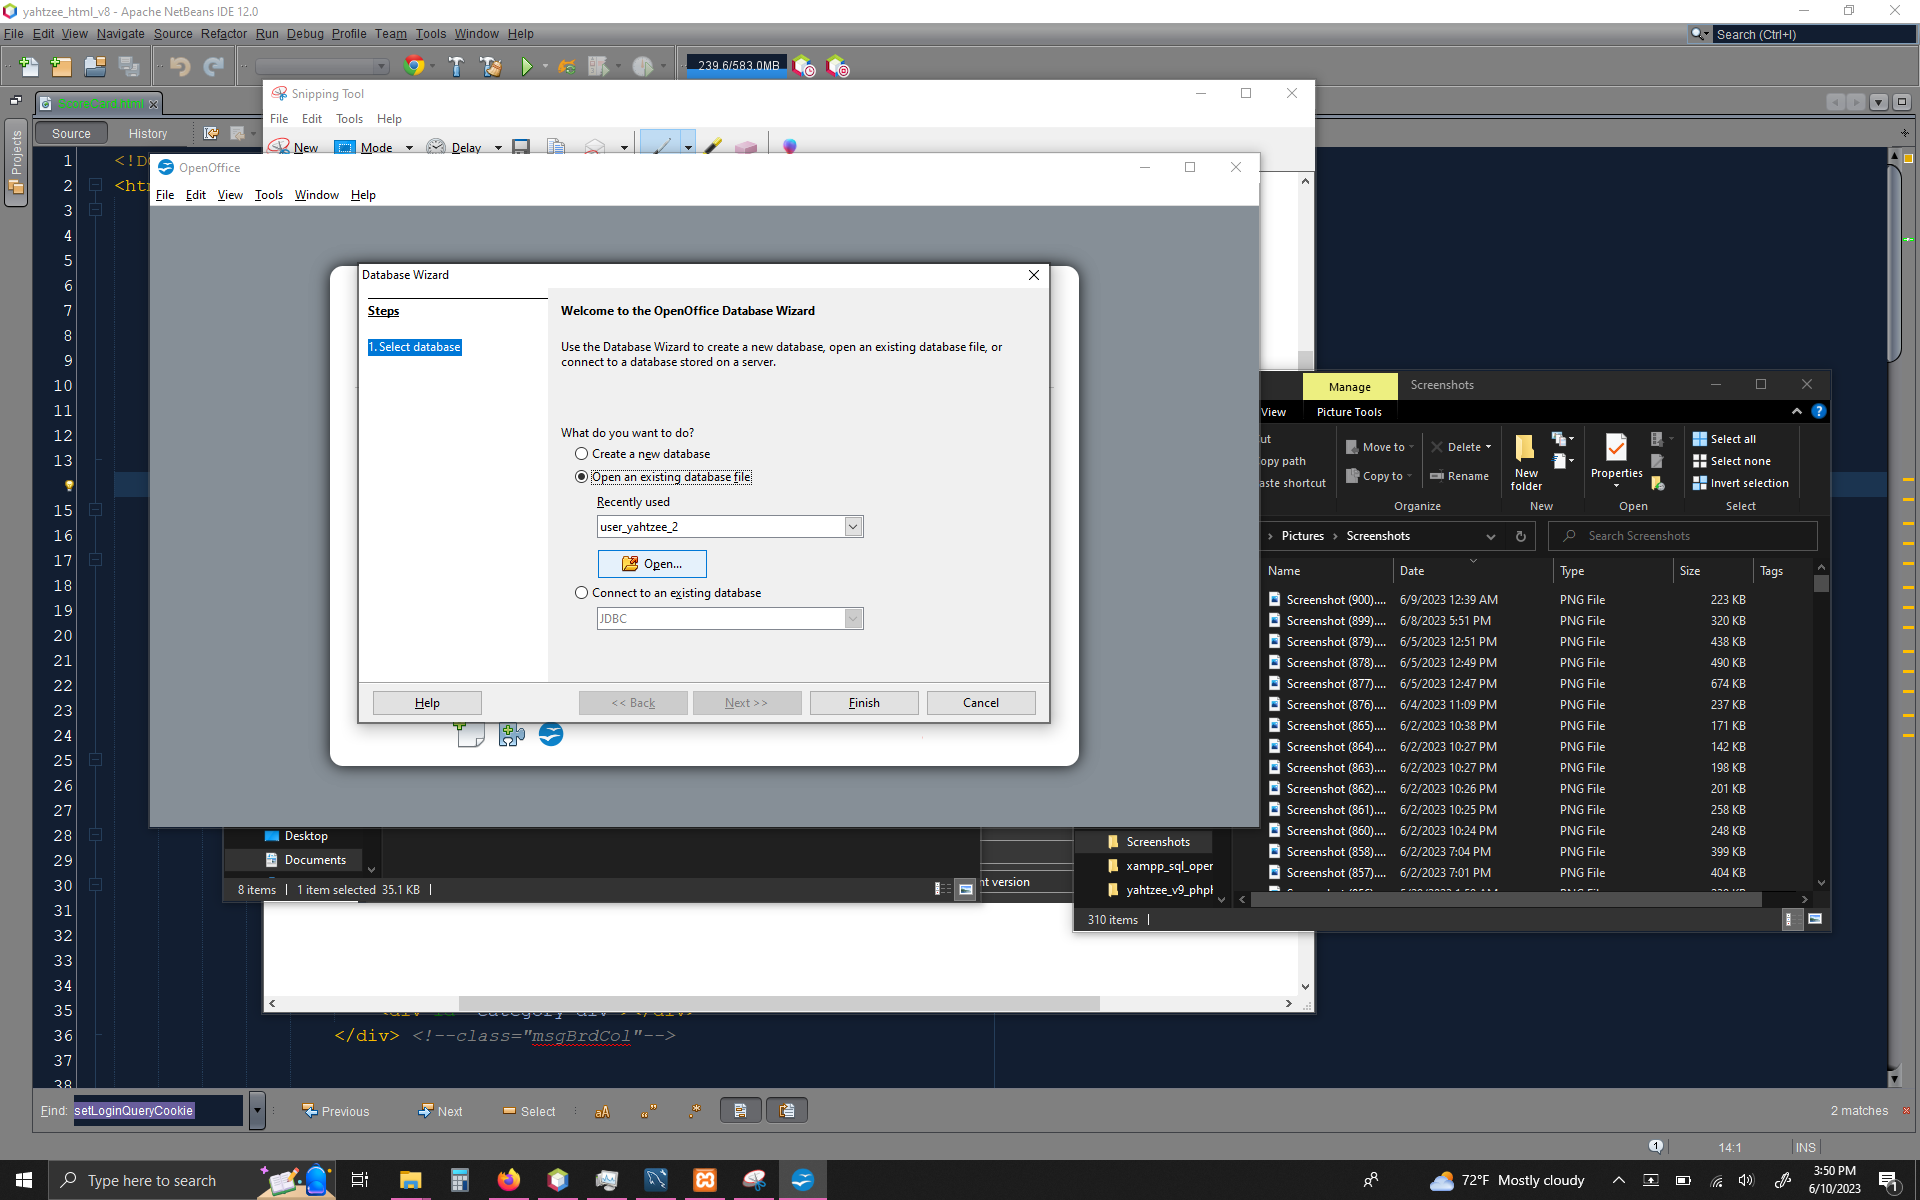 yahtzee_html_v8 - Apache NetBeans IDE 12.0
File Edit View Navigate Source Refactor Run Debug Profile Team Tools Window Help
Search (Ctrl+I)
239.6/583.0MB
Source History
Projects
Snipping Tool
File Edit Tools Help
New Mode Delay
OpenOffice
File Edit View Tools Window Help
Database Wizard
Steps
1. Select database
Welcome to the OpenOffice Database Wizard
Use the Database Wizard to create a new database, open an existing database file, or
connect to a database stored on a server.
What do you want to do?
Create a new database
Open an existing database file
Recently used
user_yahtzee_2
Open...
Connect to an existing database
JDBC
Help << Back Next >> Finish Cancel
Manage Screenshots
View Picture Tools
ut
opy path
aste shortcut
Move to
Copy to
Delete
Rename
Organize
New
folder
New
Properties
Open
Select all
Select none
Invert selection
Select
Pictures Screenshots
Search Screenshots
Name Date Type Size Tags
Screenshot (900).... 6/9/2023 12:39 AM PNG File 223 KB
Screenshot (899).... 6/8/2023 5:51 PM PNG File 320 KB
Screenshot (879).... 6/5/2023 12:51 PM PNG File 438 KB
Screenshot (878).... 6/5/2023 12:49 PM PNG File 490 KB
Screenshot (877).... 6/5/2023 12:47 PM PNG File 674 KB
Screenshot (876).... 6/4/2023 11:09 PM PNG File 237 KB
Screenshot (865).... 6/2/2023 10:38 PM PNG File 171 KB
Screenshot (864).... 6/2/2023 10:27 PM PNG File 142 KB
Screenshot (863).... 6/2/2023 10:27 PM PNG File 198 KB
Screenshot (862).... 6/2/2023 10:26 PM PNG File 201 KB
Screenshot (861).... 6/2/2023 10:25 PM PNG File 258 KB
Screenshot (860).... 6/2/2023 10:24 PM PNG File 248 KB
Screenshot (858).... 6/2/2023 7:04 PM PNG File 399 KB
Screenshot (857).... 6/2/2023 7:01 PM PNG File 404 KB
Screenshots
xampp_sql_oper
yahtzee_v9_phpl
310 items
Desktop
Documents
8 items 1 item selected 35.1 KB
nt version
1 <!D
2 <ht
3
4
5
6
7
8
9
10
11
12
13
15
16
17
18
19
20
21
22
23
24
25
26
27
28
29
30
31
32
33
34
35
36 </div> <!--class="msgBrdCol"-->
37
38
Find: setLoginQueryCookie Previous Next Select aA 2 matches
1 14:1 INS
Type here to search
72°F Mostly cloudy
3:50 PM
6/10/2023
1